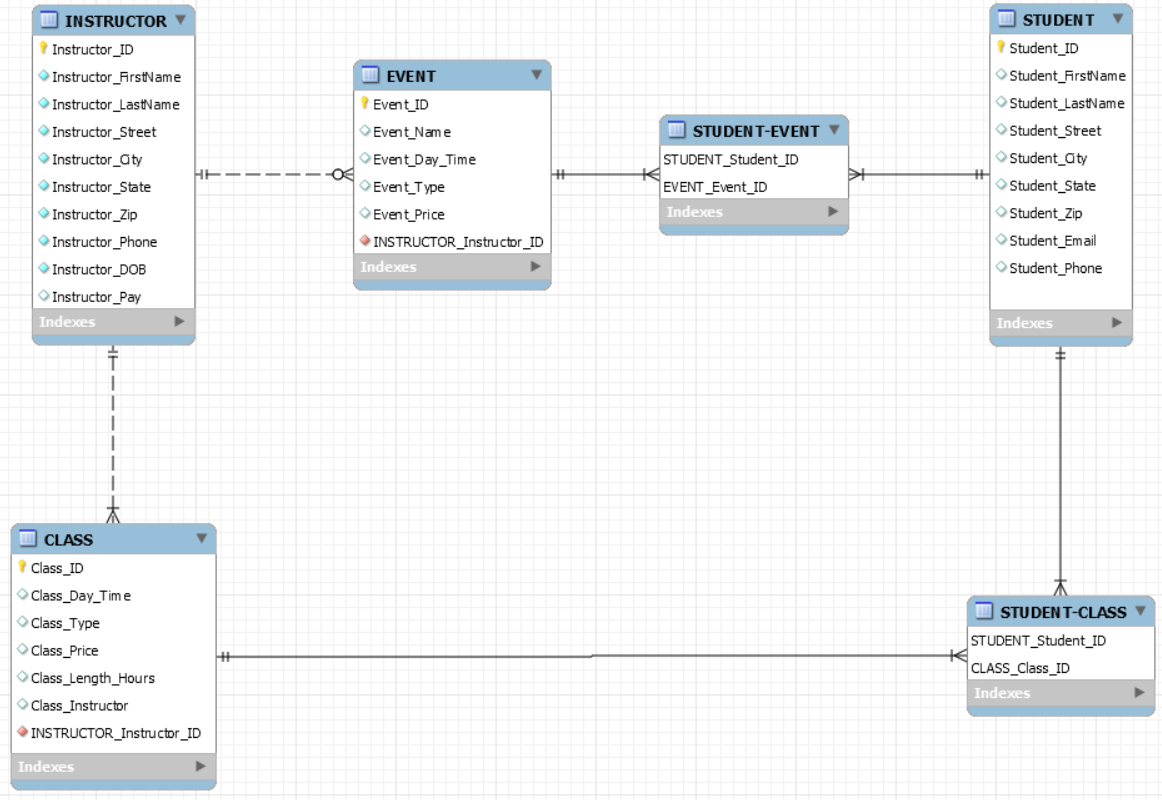 INSTRUCTOR
Instructor_ID
Instructor_FirstName
Instructor_LastName
Instructor_Street
Instructor_City
Instructor_State
Instructor_Zip
Instructor_Phone
Instructor_DOB
Instructor_Pay
Indexes
EVENT
Event_ID
Event_Name
Event_Day_Time
Event_Type
Event_Price
INSTRUCTOR_Instructor_ID
Indexes
STUDENT-EVENT
STUDENT_Student_ID
EVENT_Event_ID
Indexes
STUDENT
Student_ID
Student_FirstName
Student_LastName
Student_Street
Student_City
Student_State
Student_Zip
Student_Email
Student_Phone
Indexes
CLASS
Class_ID
Class_Day_Time
Class_Type
Class_Price
Class_Length_Hours
Class_Instructor
INSTRUCTOR_Instructor_ID
Indexes
STUDENT-CLASS
STUDENT_Student_ID
CLASS_Class_ID
Indexes